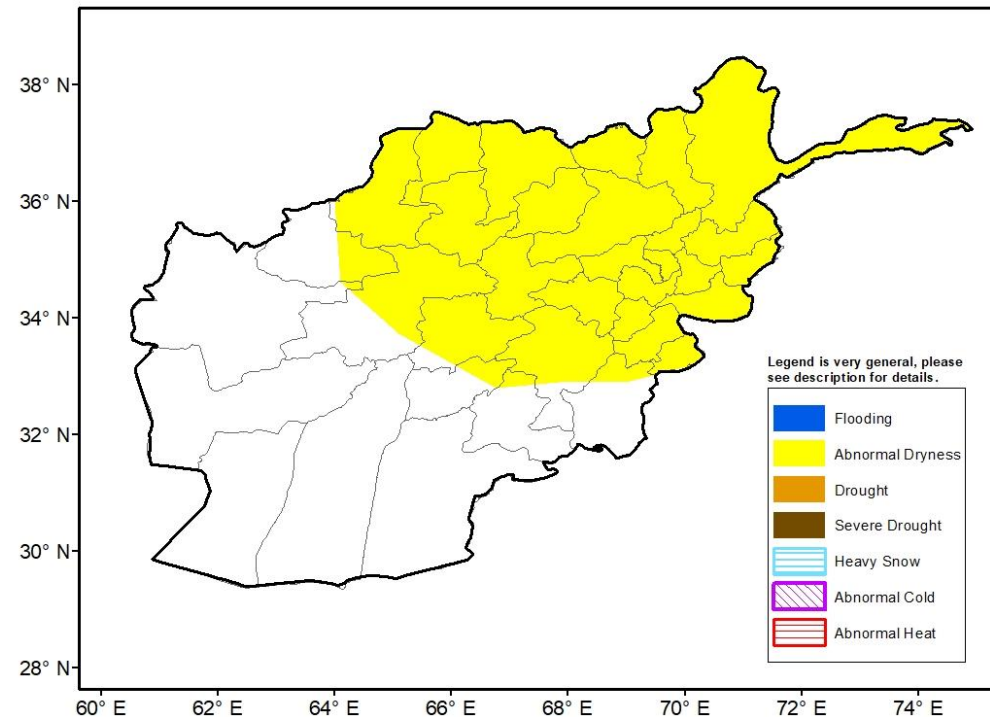 38° N
36° N
34° N
32° N
30° N
28° N
60° E 62° E 64° E 66° E 68° E 70° E 72° E 74° E
Legend is very general, please
see description for details.
Flooding
Abnormal Dryness
Drought
Severe Drought
Heavy Snow
Abnormal Cold
Abnormal Heat